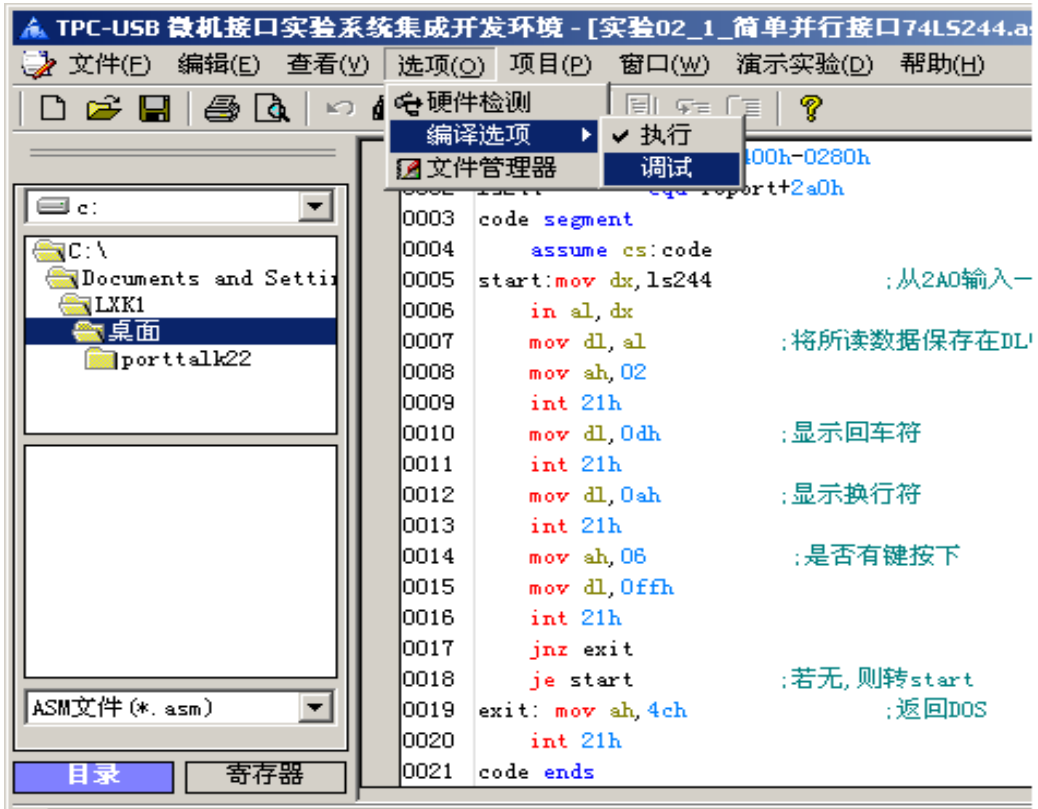 TPC-USB 微机接口实验系统集成开发环境 - [实验02_1_简单并行接口74LS244.as
文件(F) 编辑(E) 查看(V) 选项(O) 项目(P) 窗口(W) 演示实验(D) 帮助(H)
硬件检测
编译选项
执行
文件管理器
调试
400h-0280h
equ report+2a0h
c:
0003 code segment
C:\
0004 assume cs:code
Documents and Settin
0005 start:mov dx,ls244 ;从2A0输入一
LXK1
0006 in al,dx
桌面
0007 mov dl,al ;将所读数据保存在DL
porttalk22
0008 mov ah,02
0009 int 21h
0010 mov dl,0dh ;显示回车符
0011 int 21h
0012 mov dl,0ah ;显示换行符
0013 int 21h
0014 mov ah,06 ;是否有键按下
0015 mov dl,0ffh
0016 int 21h
0017 jnz exit
0018 je start ;若无,则转start
ASM文件(*.asm)
0019 exit: mov ah,4ch ;返回DOS
0020 int 21h
目录 寄存器
0021 code ends